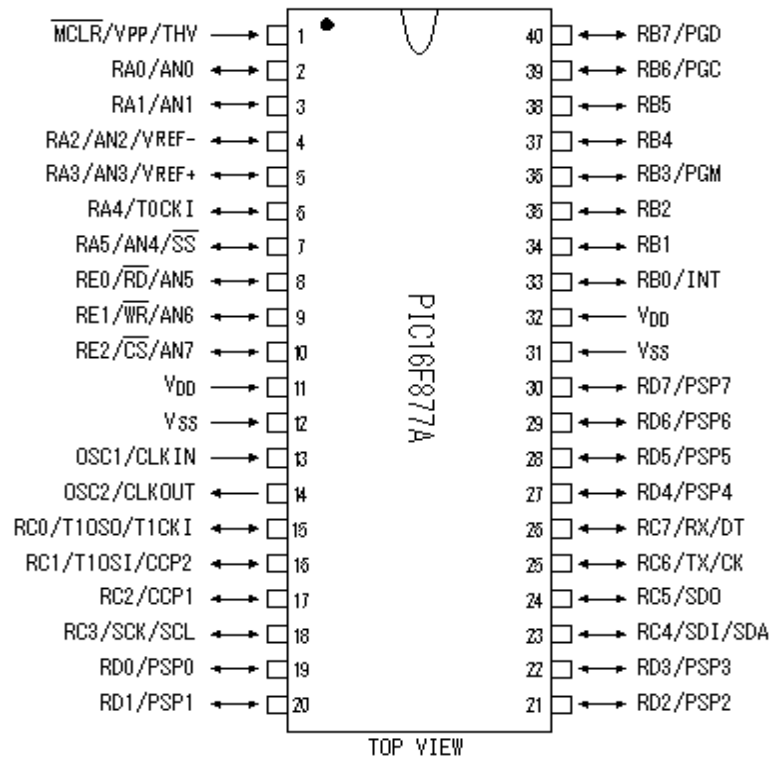 MCLR/VPP/THV 1 40 RB7/PGD
RA0/AN0 2 39 RB6/PGC
RA1/AN1 3 38 RB5
RA2/AN2/VREF- 4 37 RB4
RA3/AN3/VREF+ 5 36 RB3/PGM
RA4/T0CKI 6 35 RB2
RA5/AN4/SS 7 34 RB1
RE0/RD/AN5 8 33 RB0/INT
RE1/WR/AN6 9 32 VDD
RE2/CS/AN7 10 31 VSS
VDD 11 30 RD7/PSP7
VSS 12 29 RD6/PSP6
OSC1/CLKIN 13 28 RD5/PSP5
OSC2/CLKOUT 14 27 RD4/PSP4
RC0/T1OSO/T1CKI 15 26 RC7/RX/DT
RC1/T1OSI/CCP2 16 25 RC6/TX/CK
RC2/CCP1 17 24 RC5/SDO
RC3/SCK/SCL 18 23 RC4/SDI/SDA
RD0/PSP0 19 22 RD3/PSP3
RD1/PSP1 20 21 RD2/PSP2
PIC16F877A
TOP VIEW